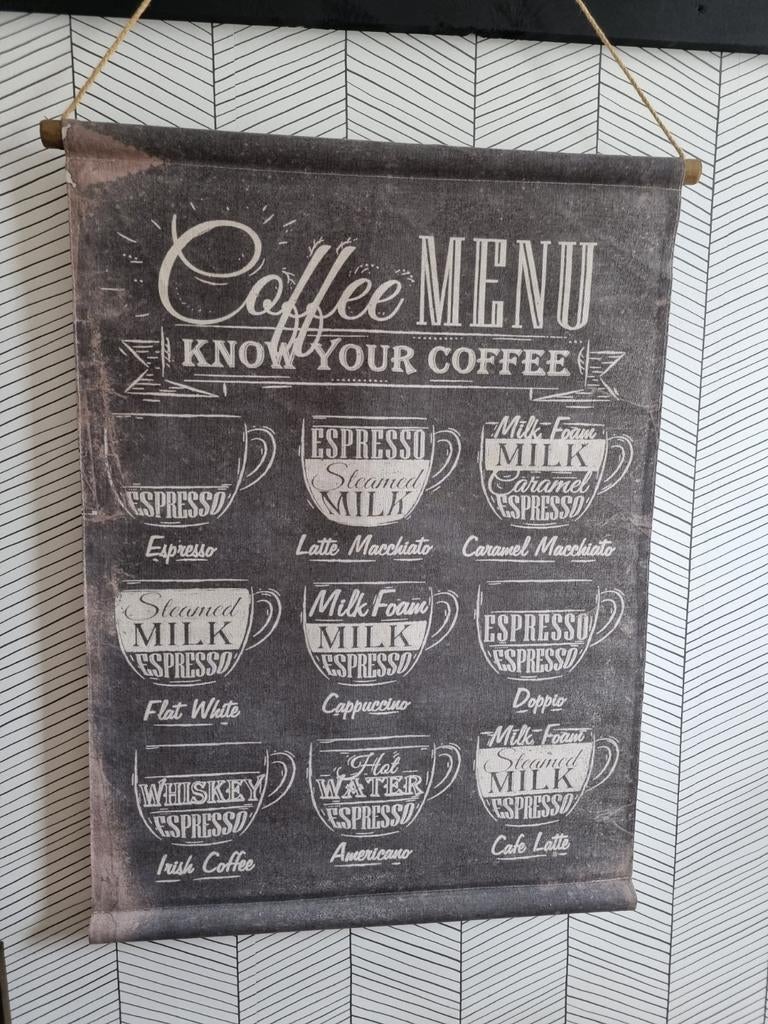 Coffee MENU
KNOW YOUR COFFEE
ESPRESSO
Espresso
ESPRESSO
Steamed
MILK
Latte Macchiato
Milk Foam
MILK
Caramel
ESPRESSO
Caramel Macchiato
Steamed
MILK
ESPRESSO
Flat White
Milk Foam
MILK
ESPRESSO
Cappuccino
ESPRESSO
ESPRESSO
Doppio
WHISKEY
ESPRESSO
Irish Coffee
Hot
WATER
ESPRESSO
Americano
Milk Foam
Steamed
MILK
ESPRESSO
Cafe Latte